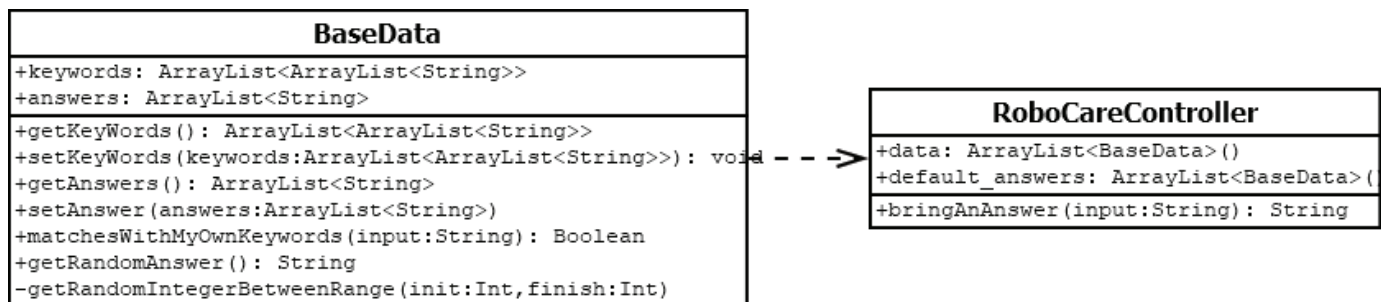 BaseData
+keywords: ArrayList<ArrayList<String>>
+answers: ArrayList<String>
+getKeyWords(): ArrayList<ArrayList<String>>
+setKeyWords(keywords:ArrayList<ArrayList<String>>): void
+getAnswers(): ArrayList<String>
+setAnswer(answers:ArrayList<String>)
+matchesWithMyOwnKeywords(input:String): Boolean
+getRandomAnswer(): String
-getRandomIntegerBetweenRange(init:Int,finish:Int)
RoboCareController
+data: ArrayList<BaseData>()
+default_answers: ArrayList<BaseData>()
+bringAnAnswer(input:String): String